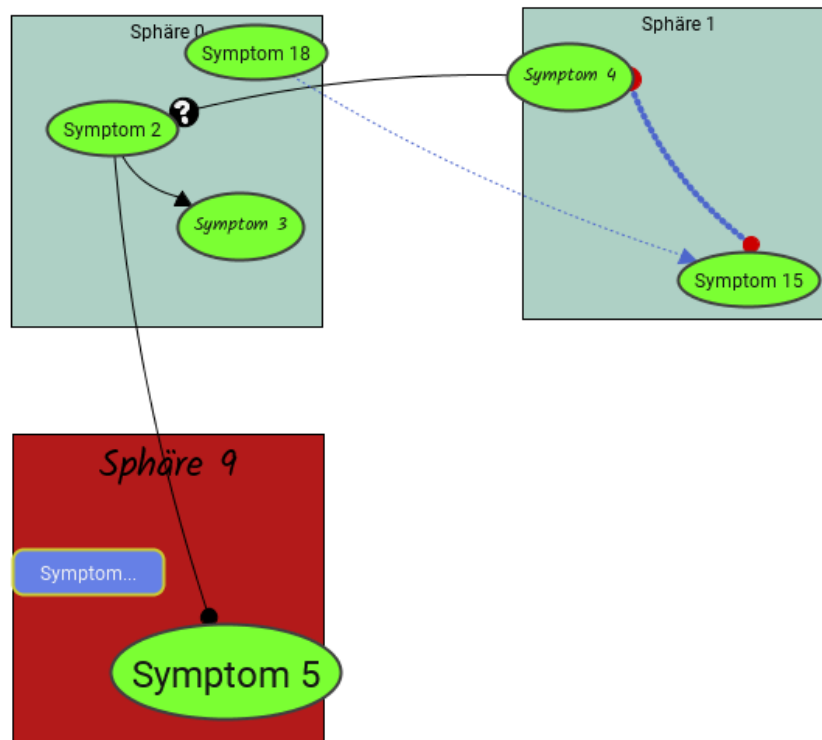 Sphäre 0
Symptom 18
Symptom 2
?
Symptom 3
Sphäre 1
Symptom 4
Symptom 15
Sphäre 9
Symptom...
Symptom 5